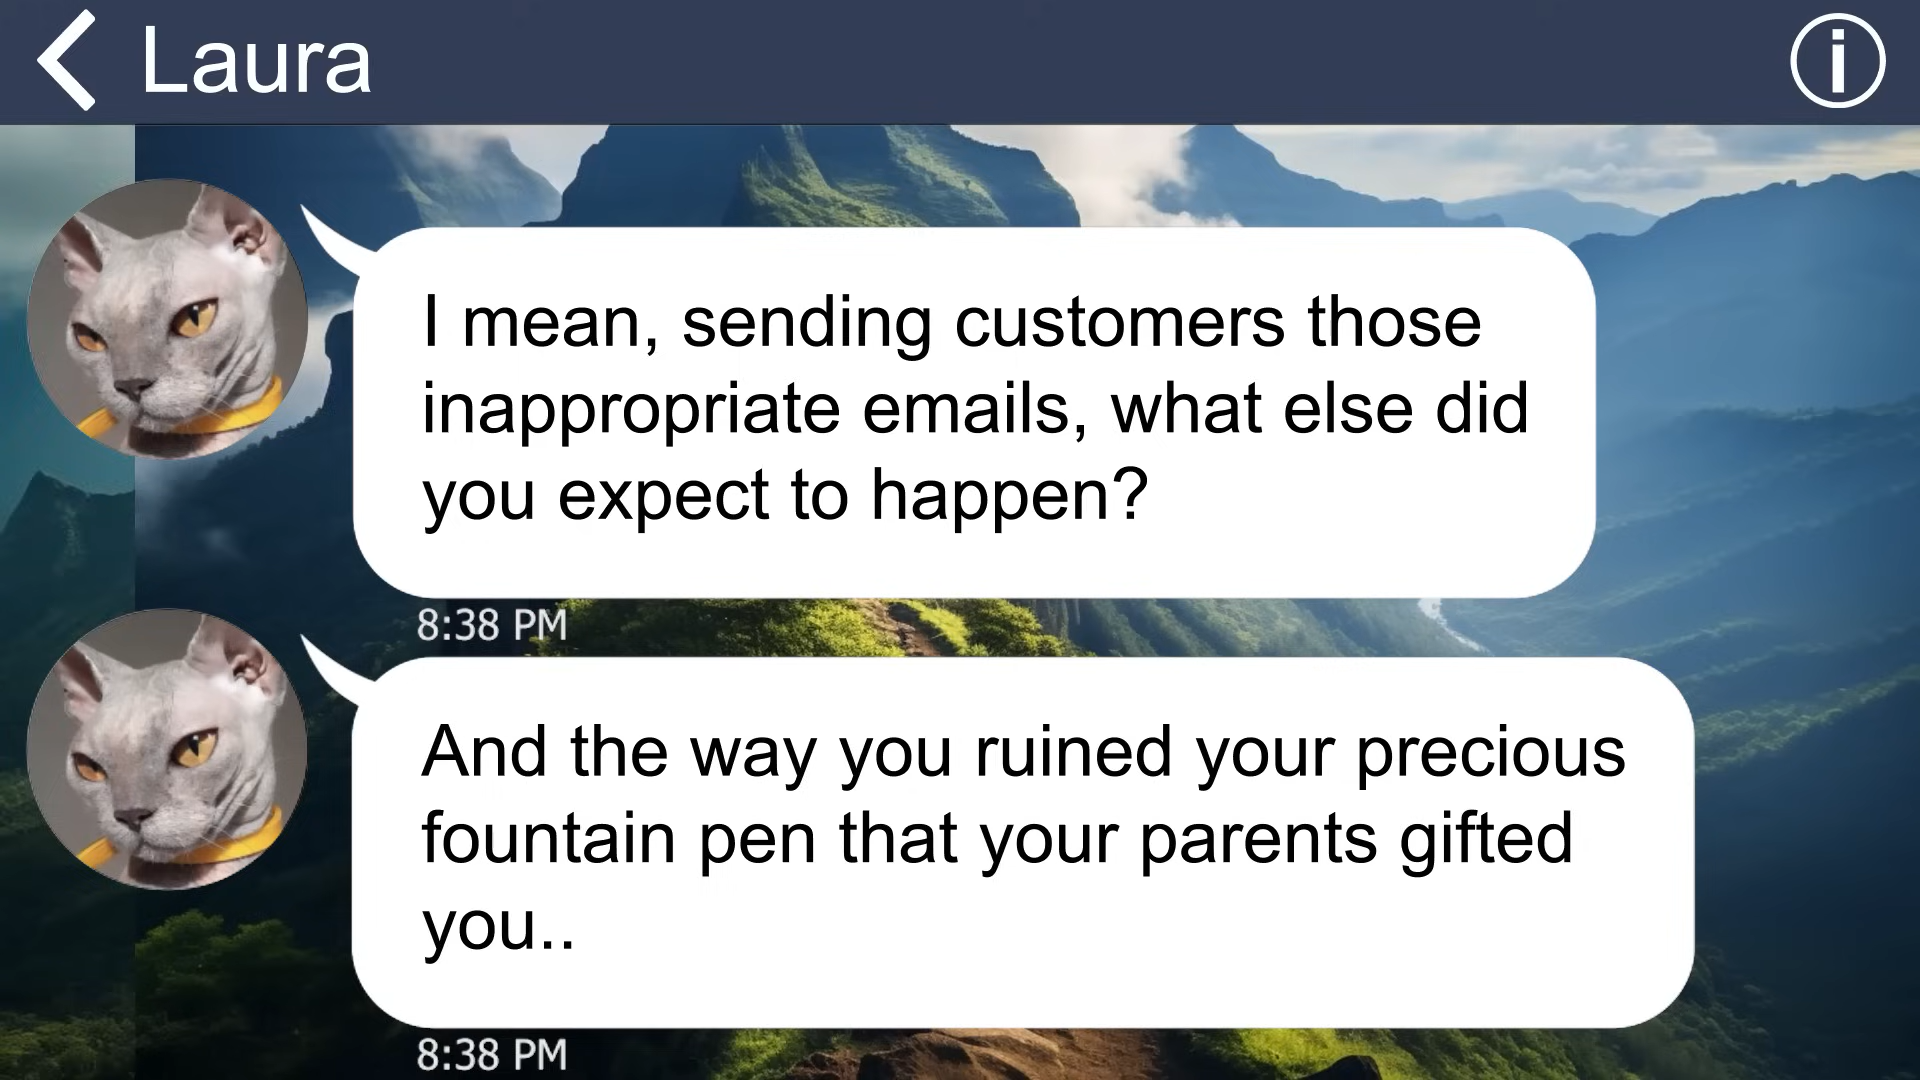 Laura
I mean, sending customers those
inappropriate emails, what else did
you expect to happen?
8:38 PM
And the way you ruined your precious
fountain pen that your parents gifted
you..
8:38 PM